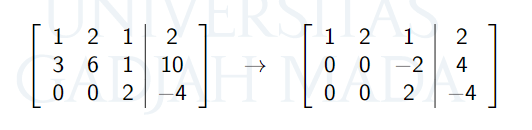 UNIVERSITAS
GADJAH MADA
1 2 1 2 1 2 1 2
3 6 1 10 → 0 0 −2 4
0 0 2 −4 0 0 2 −4